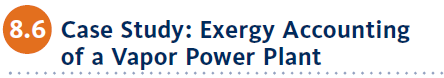 8.6 Case Study: Exergy Accounting
of a Vapor Power Plant